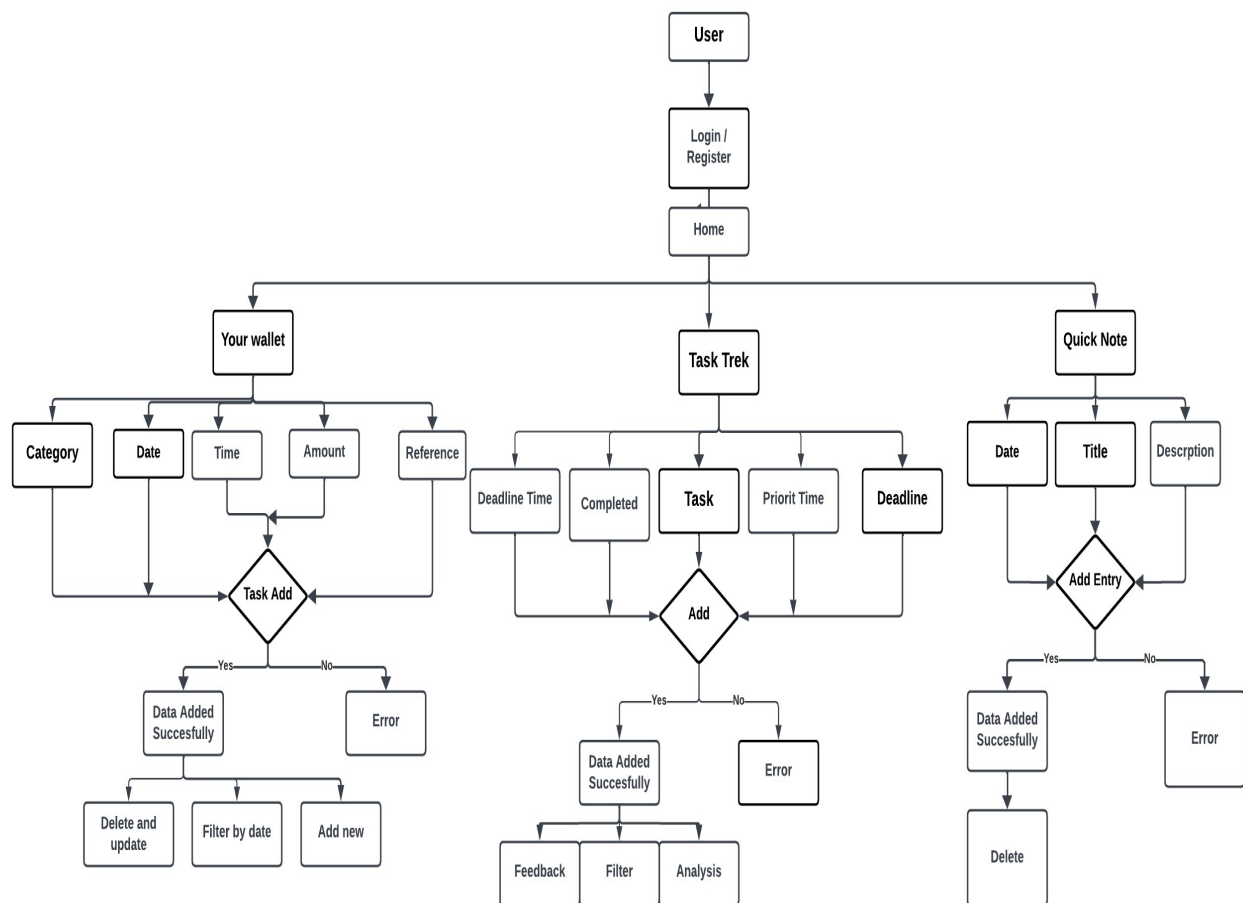 User
Login /
Register
Home
Your wallet
Task Trek
Quick Note
Category
Date
Time
Amount
Reference
Deadline Time
Completed
Task
Priorit Time
Deadline
Date
Title
Descrption
Task Add
Add
Add Entry
Yes
No
Yes
No
Yes
No
Data Added
Succesfully
Error
Data Added
Succesfully
Error
Data Added
Succesfully
Error
Delete and
update
Filter by date
Add new
Feedback
Filter
Analysis
Delete